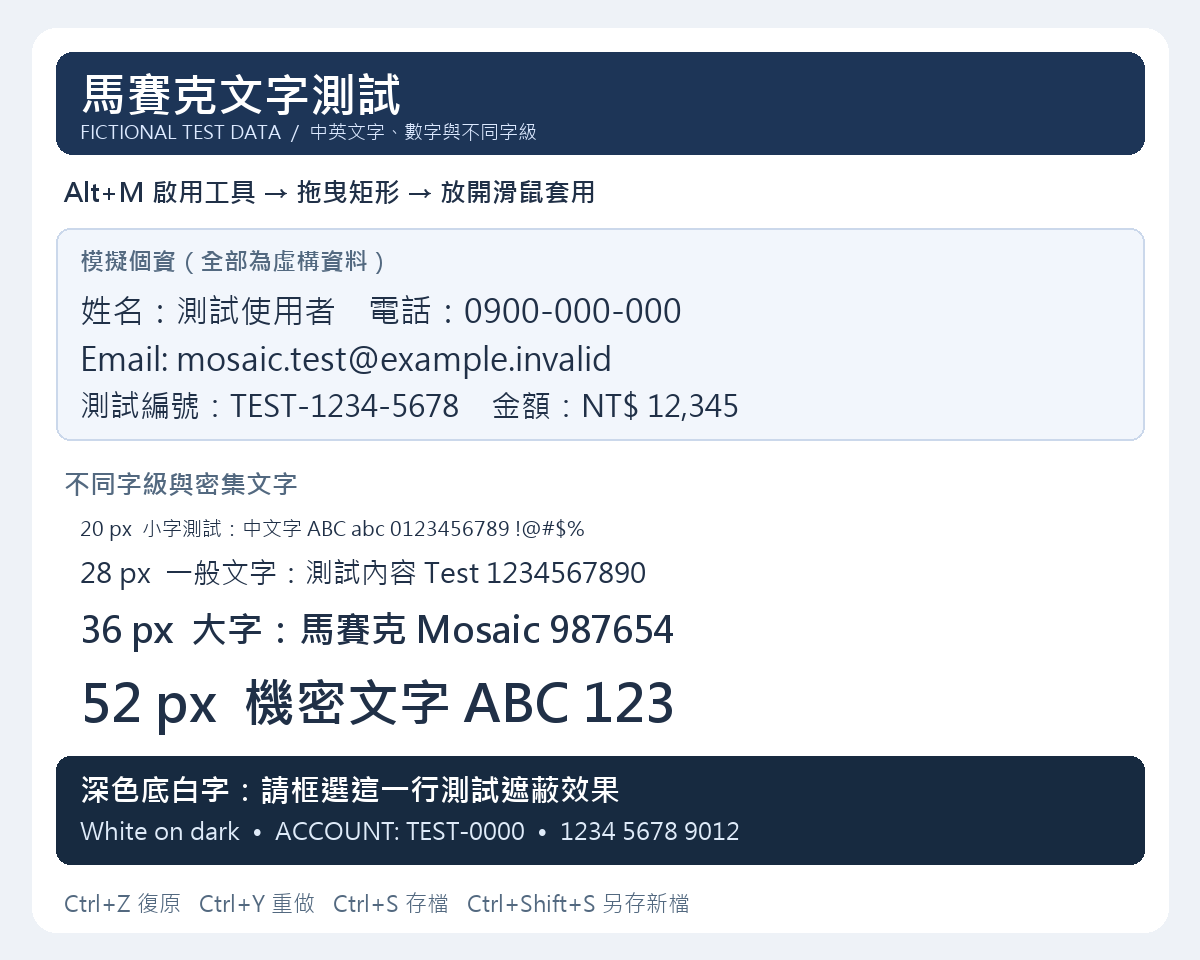 馬賽克文字測試
FICTIONAL TEST DATA / 中英文字、數字與不同字級
Alt+M 啟用工具 → 拖曳矩形 → 放開滑鼠套用
模擬個資（全部為虛構資料）
姓名：測試使用者　電話：0900-000-000
Email: mosaic.test@example.invalid
測試編號：TEST-1234-5678　金額：NT$ 12,345
不同字級與密集文字
20 px 小字測試：中文字 ABC abc 0123456789 !@#$%
28 px 一般文字：測試內容 Test 1234567890
36 px 大字：馬賽克 Mosaic 987654
52 px 機密文字 ABC 123
深色底白字：請框選這一行測試遮蔽效果
White on dark • ACCOUNT: TEST-0000 • 1234 5678 9012
Ctrl+Z 復原 Ctrl+Y 重做 Ctrl+S 存檔 Ctrl+Shift+S 另存新檔